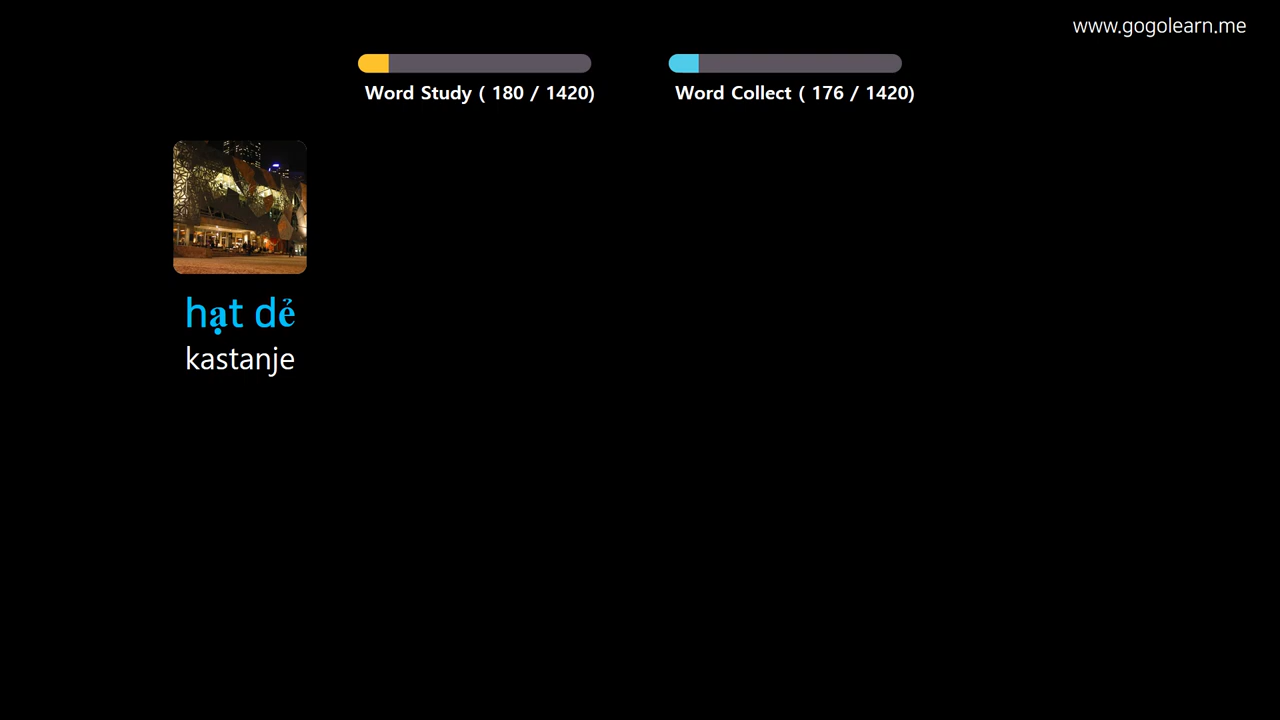 www.gogolearn.me
Word Study ( 180 / 1420)
Word Collect ( 176 / 1420)
hạt dẻ
kastanje